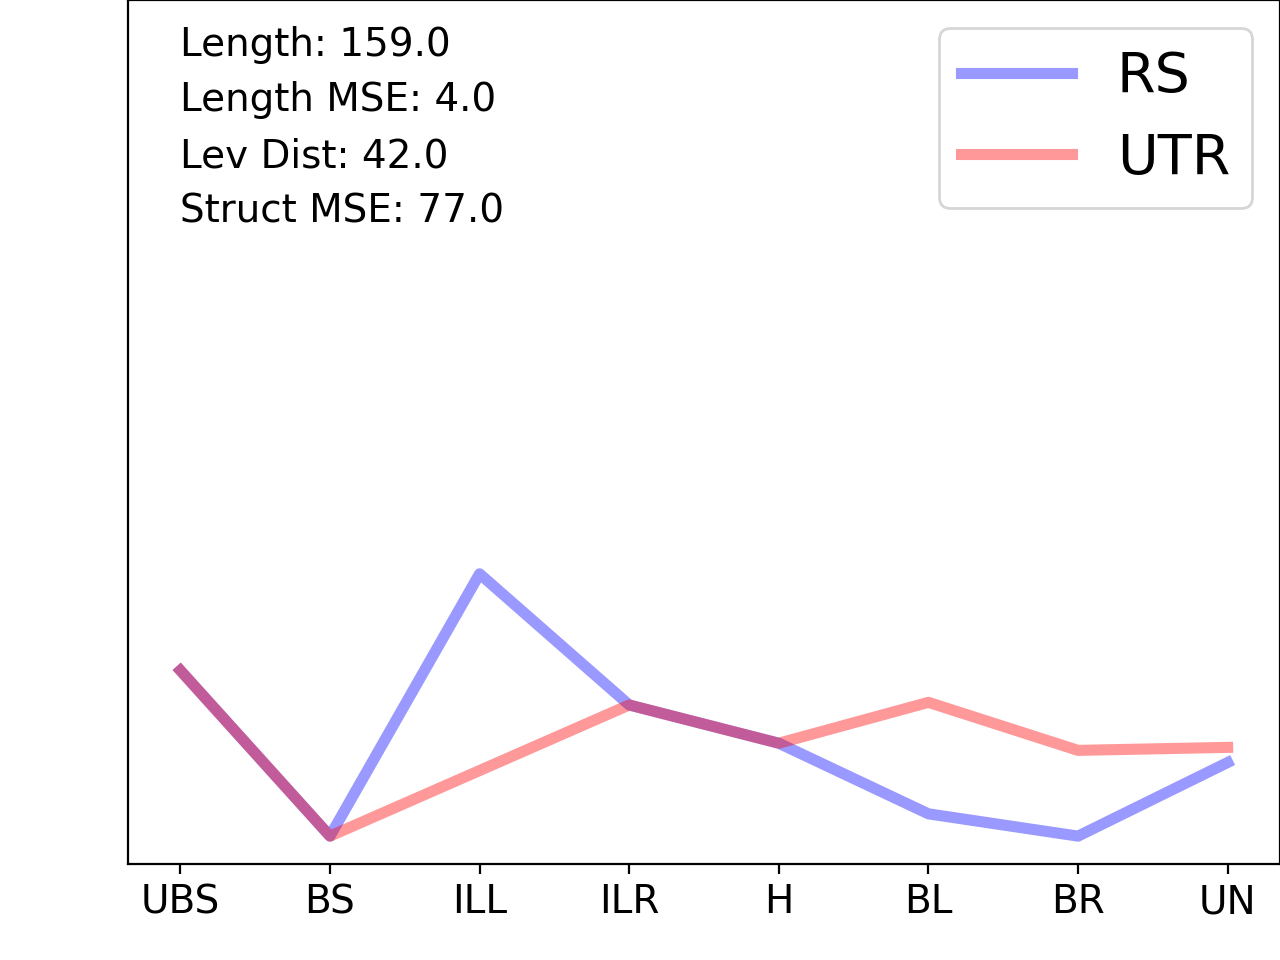 Length: 159.0
Length MSE: 4.0
Lev Dist: 42.0
Struct MSE: 77.0
RS
UTR
UBS BS ILL ILR H BL BR UN